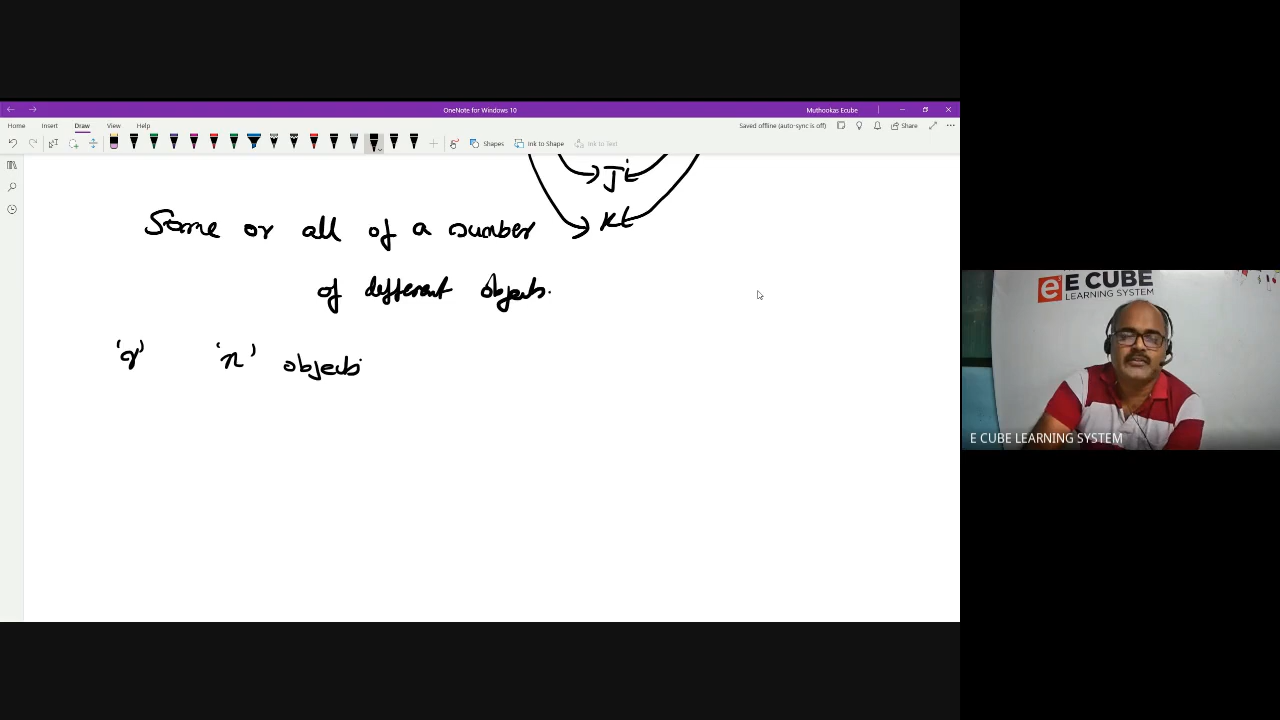 OneNote for Windows 10
Muthookas Ecube
Home Insert Draw View Help
Saved offline (auto-sync is off)
Share
Shapes Ink to Shape Ink to Text
Ji
kl
Some or all of a number
of different objects.
'r' 'n' objects
e E CUBE
LEARNING SYSTEM
E CUBE LEARNING SYSTEM